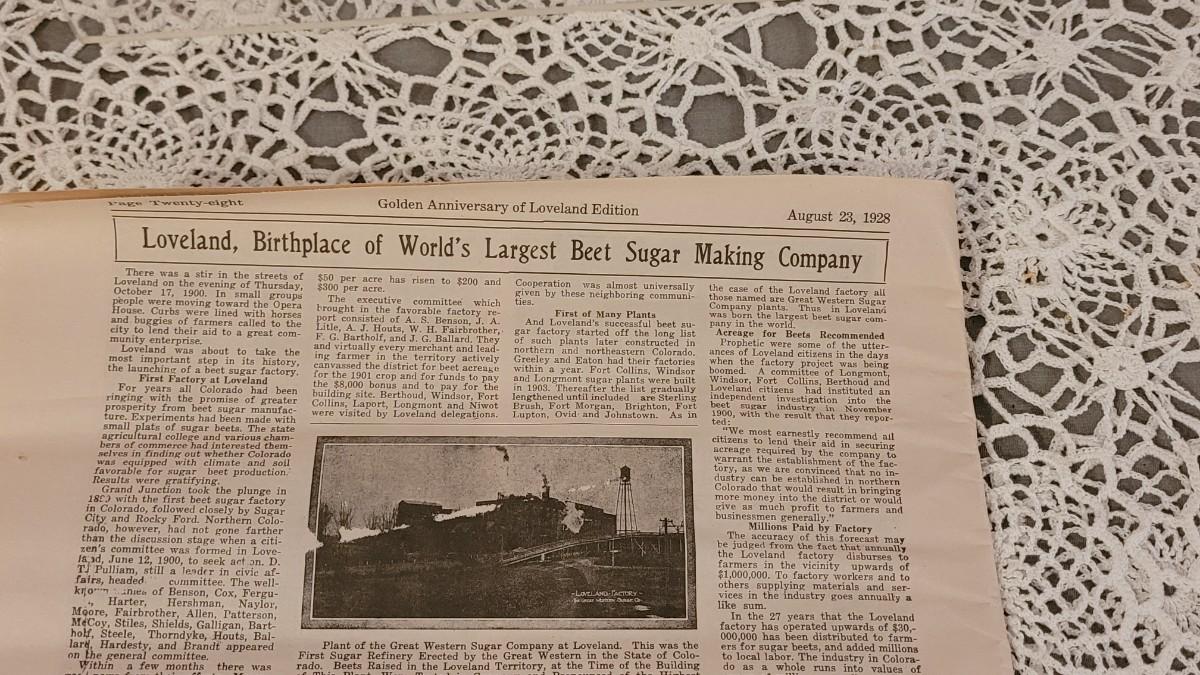 Page Twenty-eight
Golden Anniversary of Loveland Edition
August 23, 1928
Loveland, Birthplace of World's Largest Beet Sugar Making Company
There was a stir in the streets of
Loveland on the evening of Thursday,
October 17, 1900. In small groups
people were moving toward the Opera
House. Curbs were lined with horses
and buggies of farmers called to the
city to lend their aid to a great com-
munity enterprise.
Loveland was about to take the
most important step in its history,
the launching of a beet sugar factory.
First Factory at Loveland
For years all Colorado had been
ringing with the promise of greater
prosperity from beet sugar manufac-
ture. Experiments had been made with
small plats of sugar beets. The state
agricultural college and various cham-
bers of commerce had interested them-
selves in finding out whether Colorado
was equipped with climate and soil
favorable for sugar beet production.
Results were gratifying.
Grand Junction took the plunge in
with the first beet sugar factory
in Colorado, followed closely by Sugar
City and Rocky Ford. Northern Colo-
rado, however, had not gone farther
than the discussion stage when a citi-
zen's committee was formed in Love-
land, June 12, 1900, to seek action. D.
T. Pulliam, still a leader in civic af-
fairs, headed committee. The well-
known names of Benson, Cox, Fergu-
Harter, Hershman, Naylor,
Moore, Fairbrother, Allen, Patterson,
McCoy, Stiles, Shields, Galligan, Bart-
holf, Steele, Thorndyke, Houts, Bal-
lard, Hardesty, and Brandt appeared
on the general committee.
Within a few months there was
$50 per acre has risen to $200 and
$300 per acre.
The executive committee which
brought in the favorable factory re-
port consisted of A. S. Benson, J. A.
Litle, A. J. Houts, W. H. Fairbrother,
F. G. Bartholf, and J. G. Ballard. They
and virtually every merchant and lead-
ing farmer in the territory actively
canvassed the district for beet acreage
for the 1901 crop and for funds to pay
the $8,000 bonus and to pay for the
building site. Berthoud, Windsor, Fort
Collins, Laport, Longmont and Niwot
were visited by Loveland delegations.
Cooperation was almost universally
given by these neighboring communi-
ties.
First of Many Plants
And Loveland's successful beet su-
gar factory started off the long list
of such plants later constructed in
northern and northeastern Colorado.
Greeley and Eaton had their factories
within a year. Fort Collins, Windsor
and Longmont sugar plants were built
in 1903. Thereafter the list gradually
lengthened until included are Sterling
Brush, Fort Morgan, Brighton, Fort
Lupton, Ovid and Johnstown. As in
the case of the Loveland factory all
those named are Great Western Sugar
Company plants. Thus in Loveland
was born the largest beet sugar com-
pany in the world.
Acreage for Beets Recommended
Prophetic were some of the utter-
ances of Loveland citizens in the days
when the factory project was being
boomed. A committee of Longmont,
Windsor, Fort Collins, Berthoud and
Loveland citizens had instituted an
independent investigation into the
beet sugar industry in November
1900, with the result that they repor-
ted:
"We most earnestly recommend all
citizens to lend their aid in securing
acreage required by the company to
warrant the establishment of the fac-
tory, as we are convinced that no in-
dustry can be established in northern
Colorado that would result in bringing
more money into the district or would
give as much profit to farmers and
businessmen generally."
Millions Paid by Factory
The accuracy of this forecast may
be judged from the fact that annually
the Loveland factory disburses to
farmers in the vicinity upwards of
$1,000,000. To factory workers and to
others supplying materials and ser-
vices in the industry goes annually a
like sum.
In the 27 years that the Loveland
factory has operated upwards of $30,-
000,000 has been distributed to farm-
ers for sugar beets, and added millions
to local labor. The industry in Colora-
do as a whole runs into values of
-LOVELAND-FACTORY-
THE GREAT WESTERN SUGAR CO.
Plant of the Great Western Sugar Company at Loveland. This was the
First Sugar Refinery Erected by the Great Western in the State of Colo-
rado. Beets Raised in the Loveland Territory, at the Time of the Building